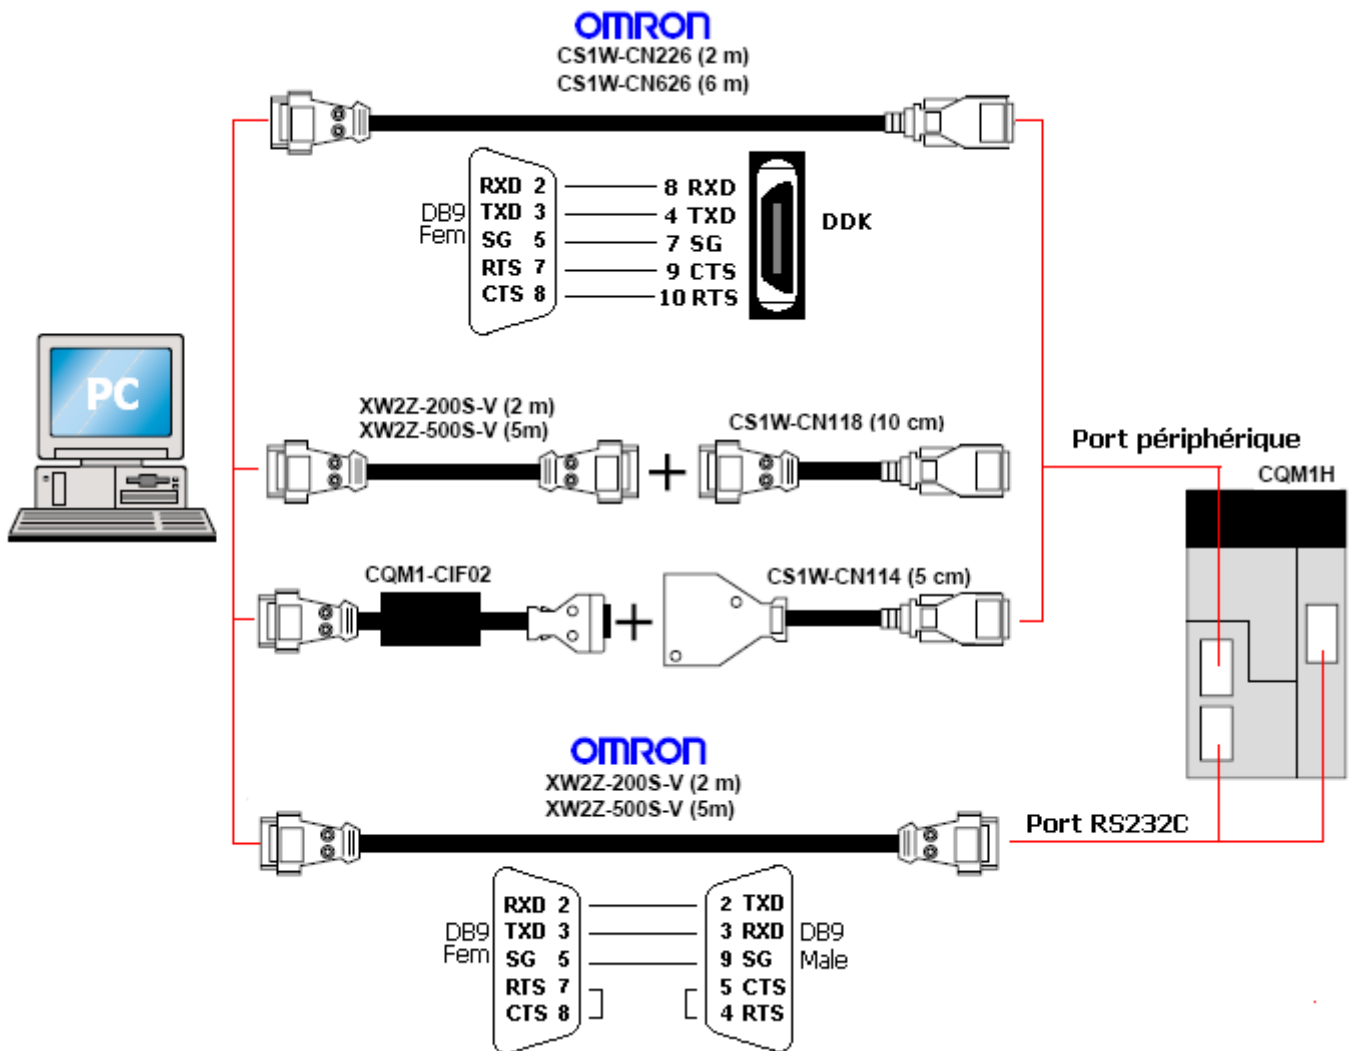 OMRON
CS1W-CN226 (2 m)
CS1W-CN626 (6 m)
RXD 2 8 RXD
DB9 TXD 3 4 TXD DDK
Fem SG 5 7 SG
RTS 7 9 CTS
CTS 8 10 RTS
PC
XW2Z-200S-V (2 m)
XW2Z-500S-V (5m)
+
CS1W-CN118 (10 cm)
Port périphérique
CQM1H
CQM1-CIF02
+
CS1W-CN114 (5 cm)
OMRON
XW2Z-200S-V (2 m)
XW2Z-500S-V (5m)
Port RS232C
RXD 2 2 TXD
DB9 TXD 3 3 RXD DB9
Fem SG 5 9 SG Male
RTS 7 5 CTS
CTS 8 4 RTS